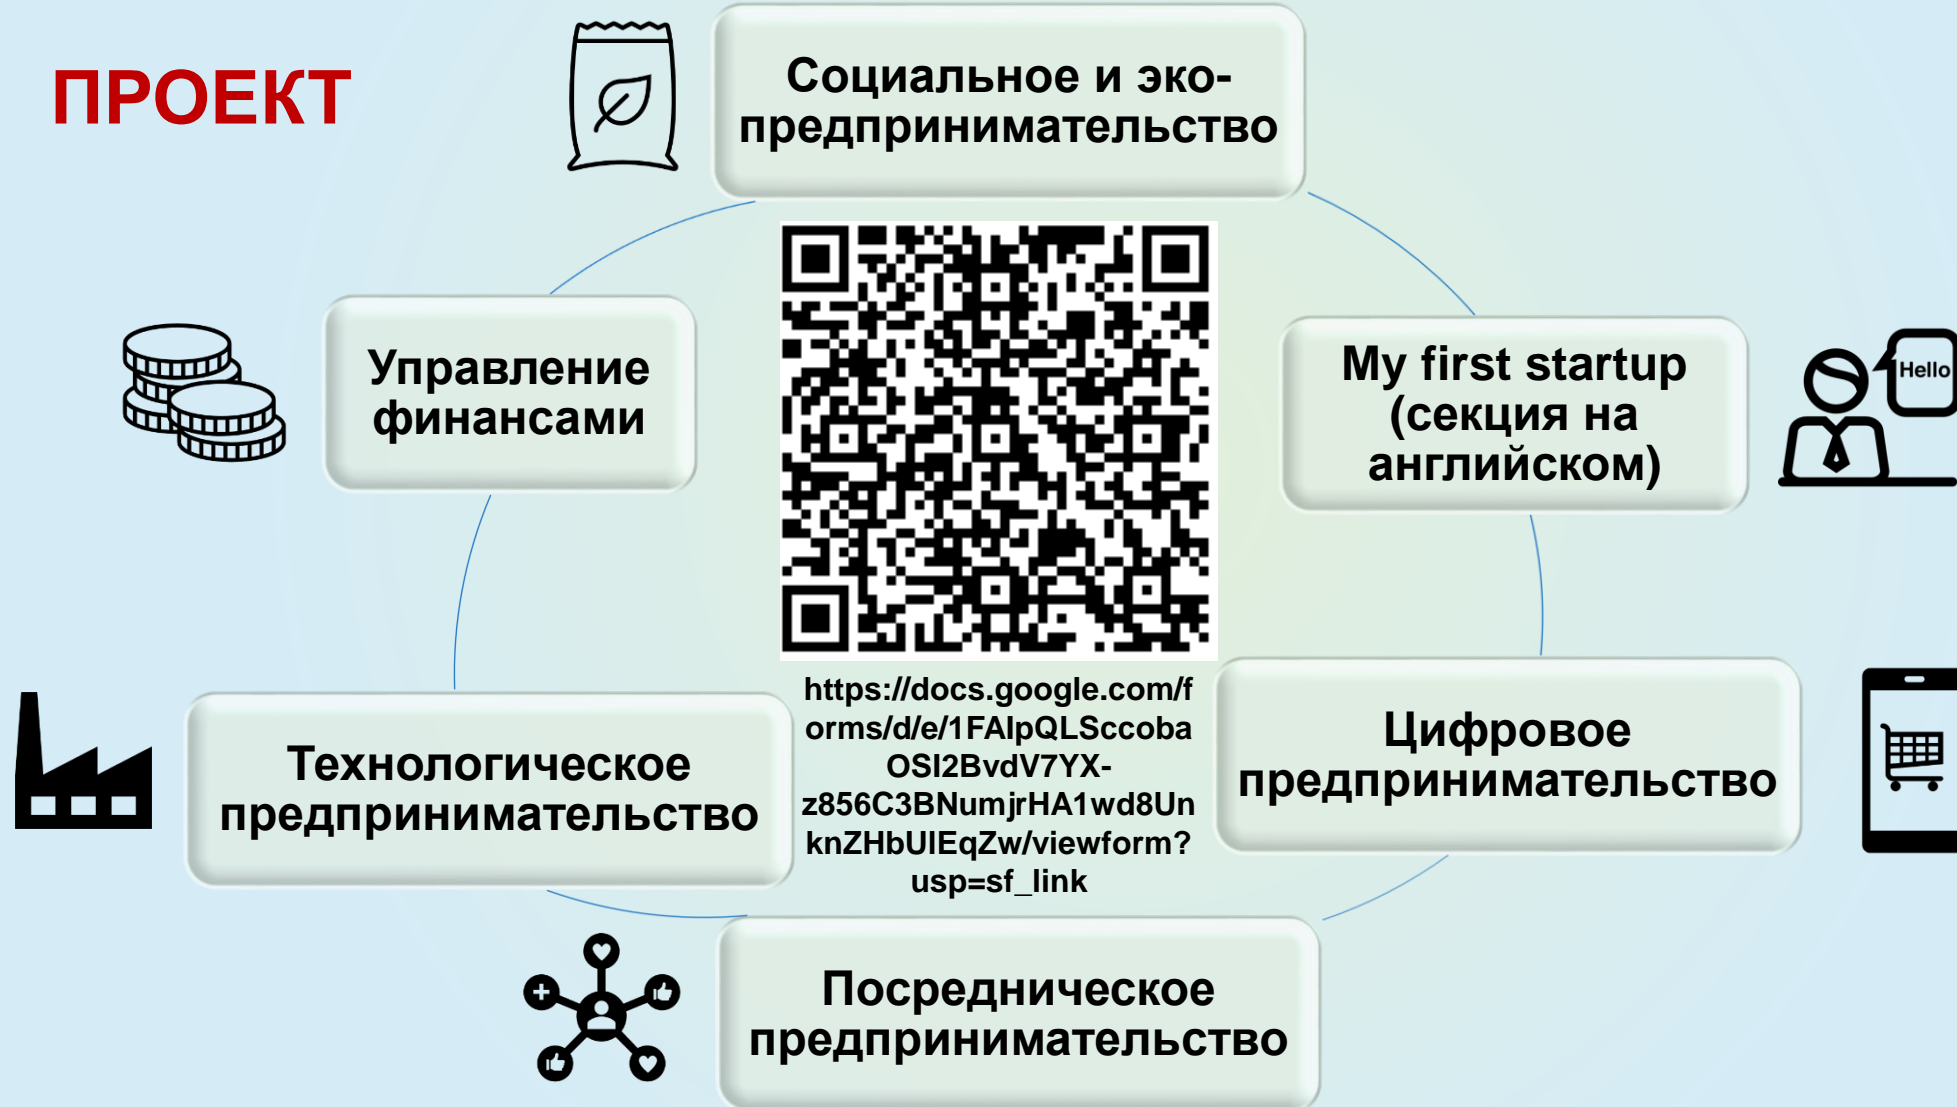 ПРОЕКТ
Социальное и эко-
предпринимательство
My first startup
(секция на
английском)
Hello
Цифровое
предпринимательство
Посредническое
предпринимательство
Технологическое
предпринимательство
Управление
финансами
https://docs.google.com/f
orms/d/e/1FAIpQLSccoba
OSI2BvdV7YX-
z856C3BNumjrHA1wd8Un
knZHbUlEqZw/viewform?
usp=sf_link